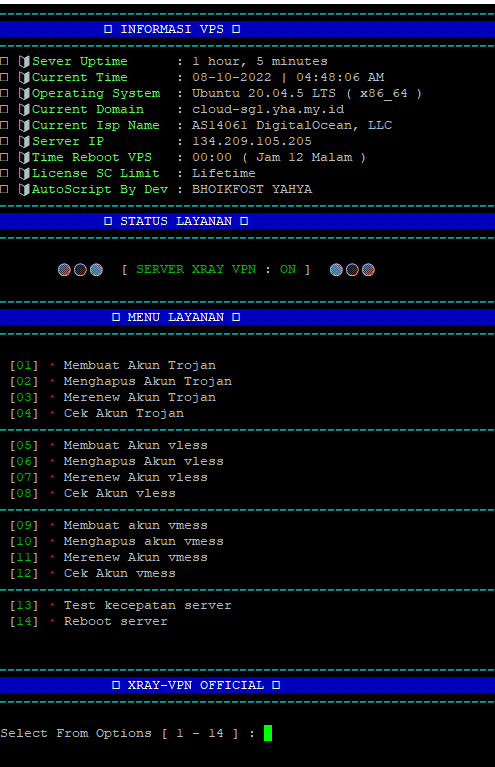 INFORMASI VPS
Sever Uptime : 1 hour, 5 minutes
Current Time : 08-10-2022 | 04:48:06 AM
Operating System : Ubuntu 20.04.5 LTS ( x86_64 )
Current Domain : cloud-sg1.yha.my.id
Current Isp Name : AS14061 DigitalOcean, LLC
Server IP : 134.209.105.205
Time Reboot VPS : 00:00 ( Jam 12 Malam )
License SC Limit : Lifetime
AutoScript By Dev : BHOIKFOST YAHYA
STATUS LAYANAN
[ SERVER XRAY VPN : ON ]
MENU LAYANAN
[01] • Membuat Akun Trojan
[02] • Menghapus Akun Trojan
[03] • Merenew Akun Trojan
[04] • Cek Akun Trojan
[05] • Membuat Akun vless
[06] • Menghapus Akun vless
[07] • Merenew Akun vless
[08] • Cek Akun vless
[09] • Membuat akun vmess
[10] • Menghapus akun vmess
[11] • Merenew Akun vmess
[12] • Cek Akun vmess
[13] • Test kecepatan server
[14] • Reboot server
XRAY-VPN OFFICIAL
Select From Options [ 1 - 14 ] :